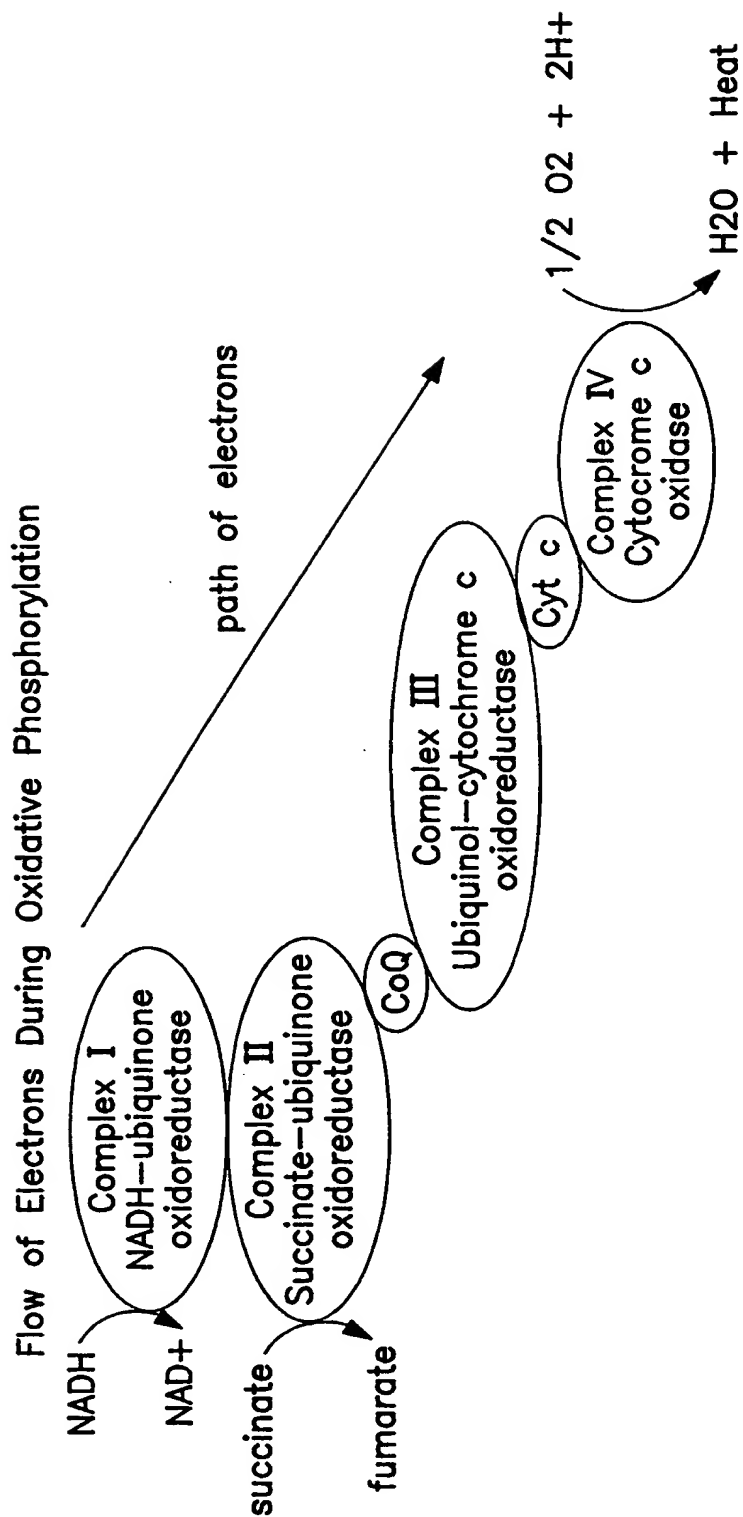 Flow of Electrons During Oxidative Phosphorylation
NADH
NAD+
Complex I
NADH-ubiquinone
oxidoreductase
succinate
fumarate
Complex II
Succinate-ubiquinone
oxidoreductase
CoQ
path of electrons
Complex III
Ubiquinol-cytochrome c
oxidoreductase
Cyt c
Complex IV
Cytocrome c
oxidase
1/2 O2 + 2H+
H2O + Heat